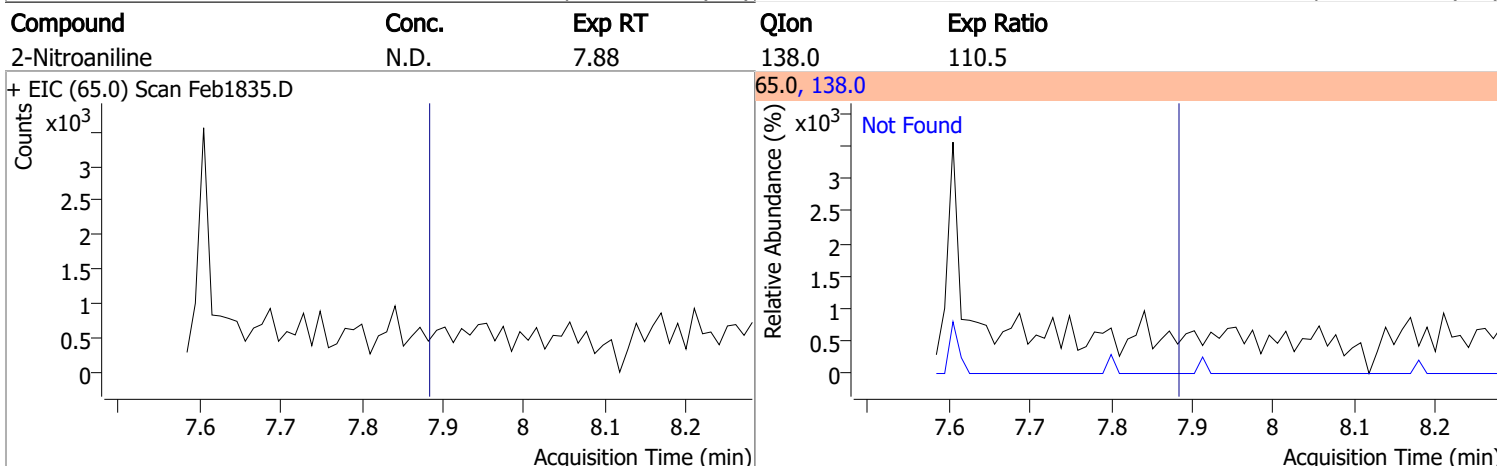 Compound Conc. Exp RT QIon Exp Ratio
2-Nitroaniline N.D. 7.88 138.0 110.5
+ EIC (65.0) Scan Feb1835.D
Counts
x10³
3
2.5
2
1.5
1
0.5
0
7.6 7.7 7.8 7.9 8 8.1 8.2
Acquisition Time (min)
65.0, 138.0
Relative Abundance (%)
x10³
Not Found
3
2.5
2
1.5
1
0.5
0
7.6 7.7 7.8 7.9 8 8.1 8.2
Acquisition Time (min)